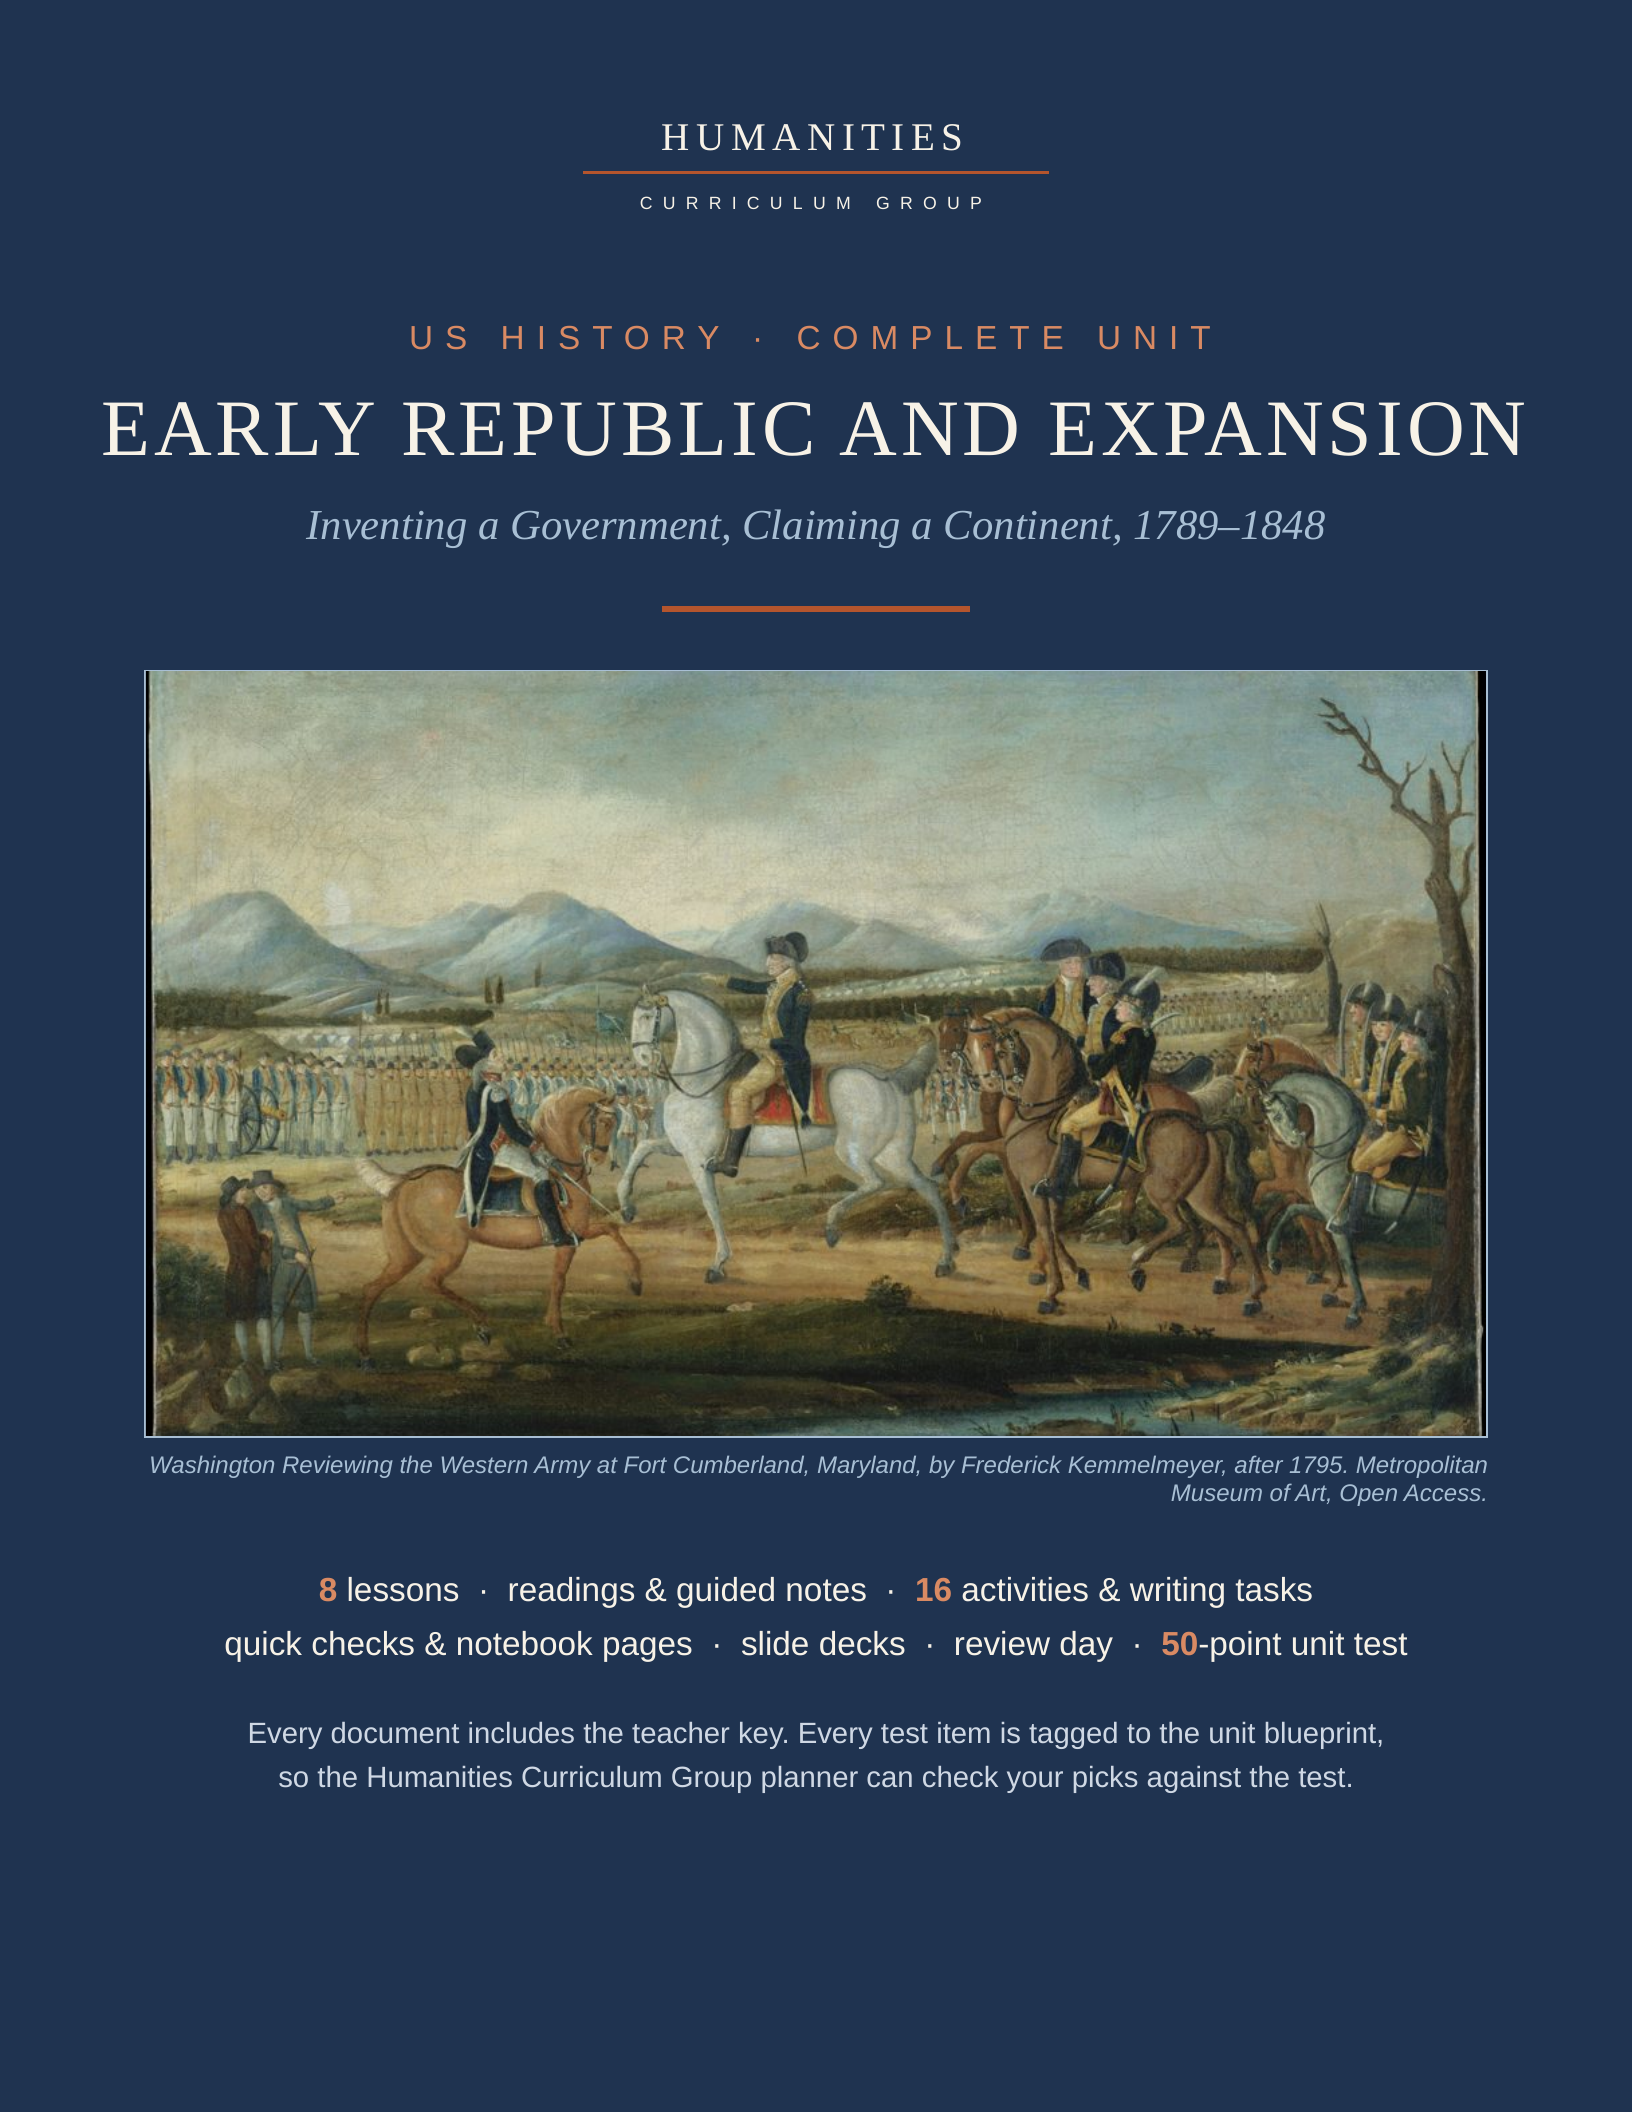 HUMANITIES
CURRICULUM GROUP
US HISTORY · COMPLETE UNIT
EARLY REPUBLIC AND EXPANSION
Inventing a Government, Claiming a Continent, 1789–1848
Washington Reviewing the Western Army at Fort Cumberland, Maryland, by Frederick Kemmelmeyer, after 1795. Metropolitan
Museum of Art, Open Access.
8 lessons · readings & guided notes · 16 activities & writing tasks
quick checks & notebook pages · slide decks · review day · 50-point unit test
Every document includes the teacher key. Every test item is tagged to the unit blueprint,
so the Humanities Curriculum Group planner can check your picks against the test.